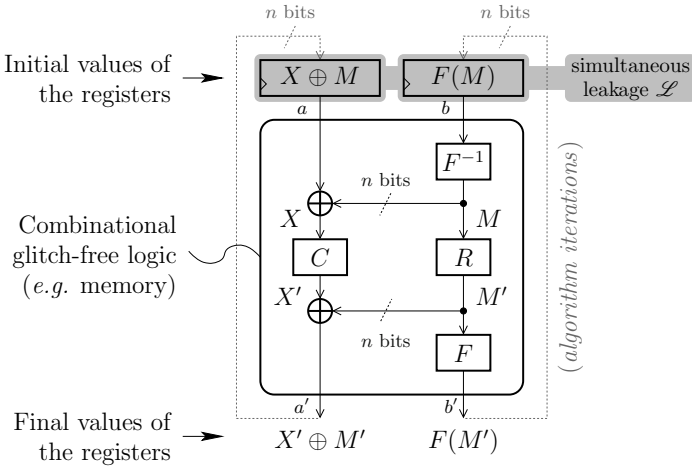 n bits
n bits
Initial values of
the registers
X ⊕ M
F(M)
simultaneous
leakage ℒ
a
b
F⁻¹
n bits
X
M
Combinational
glitch-free logic
(e.g. memory)
C
R
(algorithm iterations)
X′
M′
n bits
F
a′
b′
Final values of
the registers
X′ ⊕ M′
F(M′)